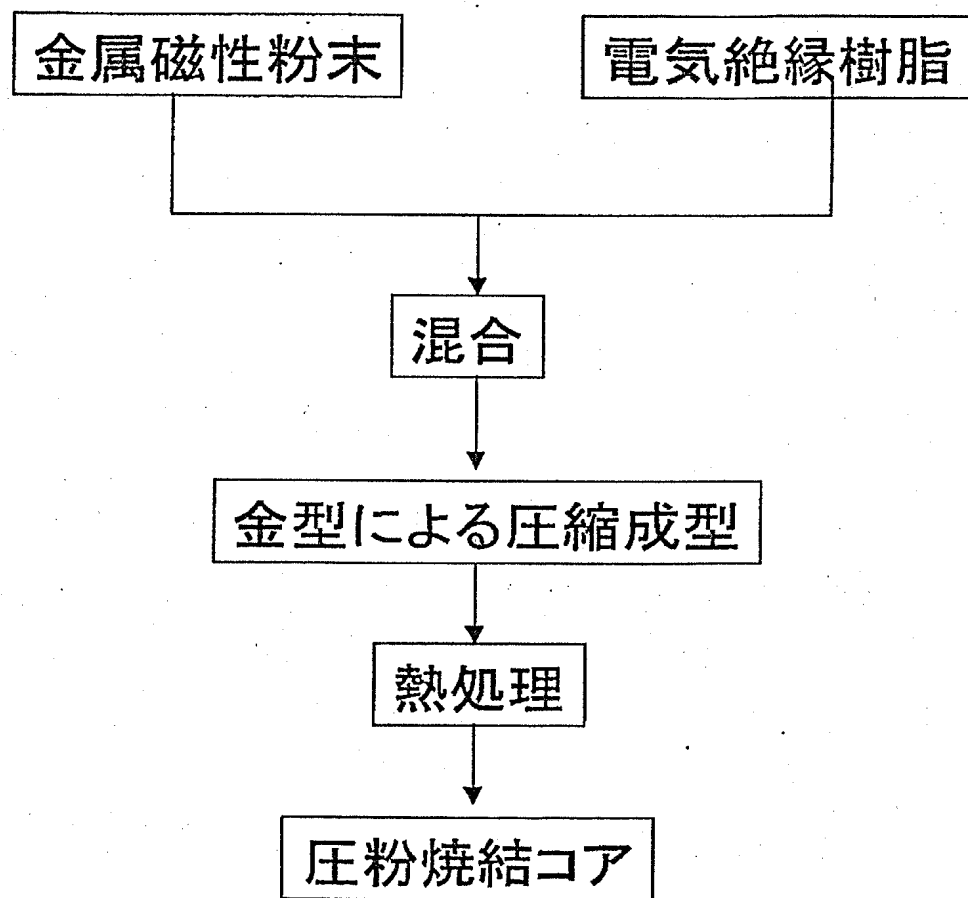 金属磁性粉末
電気絶縁樹脂
混合
金型による圧縮成型
熱処理
圧粉焼結コア